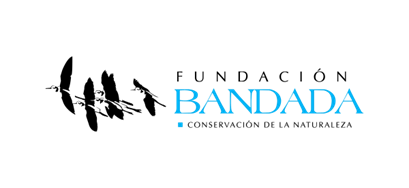 FUNDACIÓN
BANDADA
CONSERVACIÓN DE LA NATURALEZA